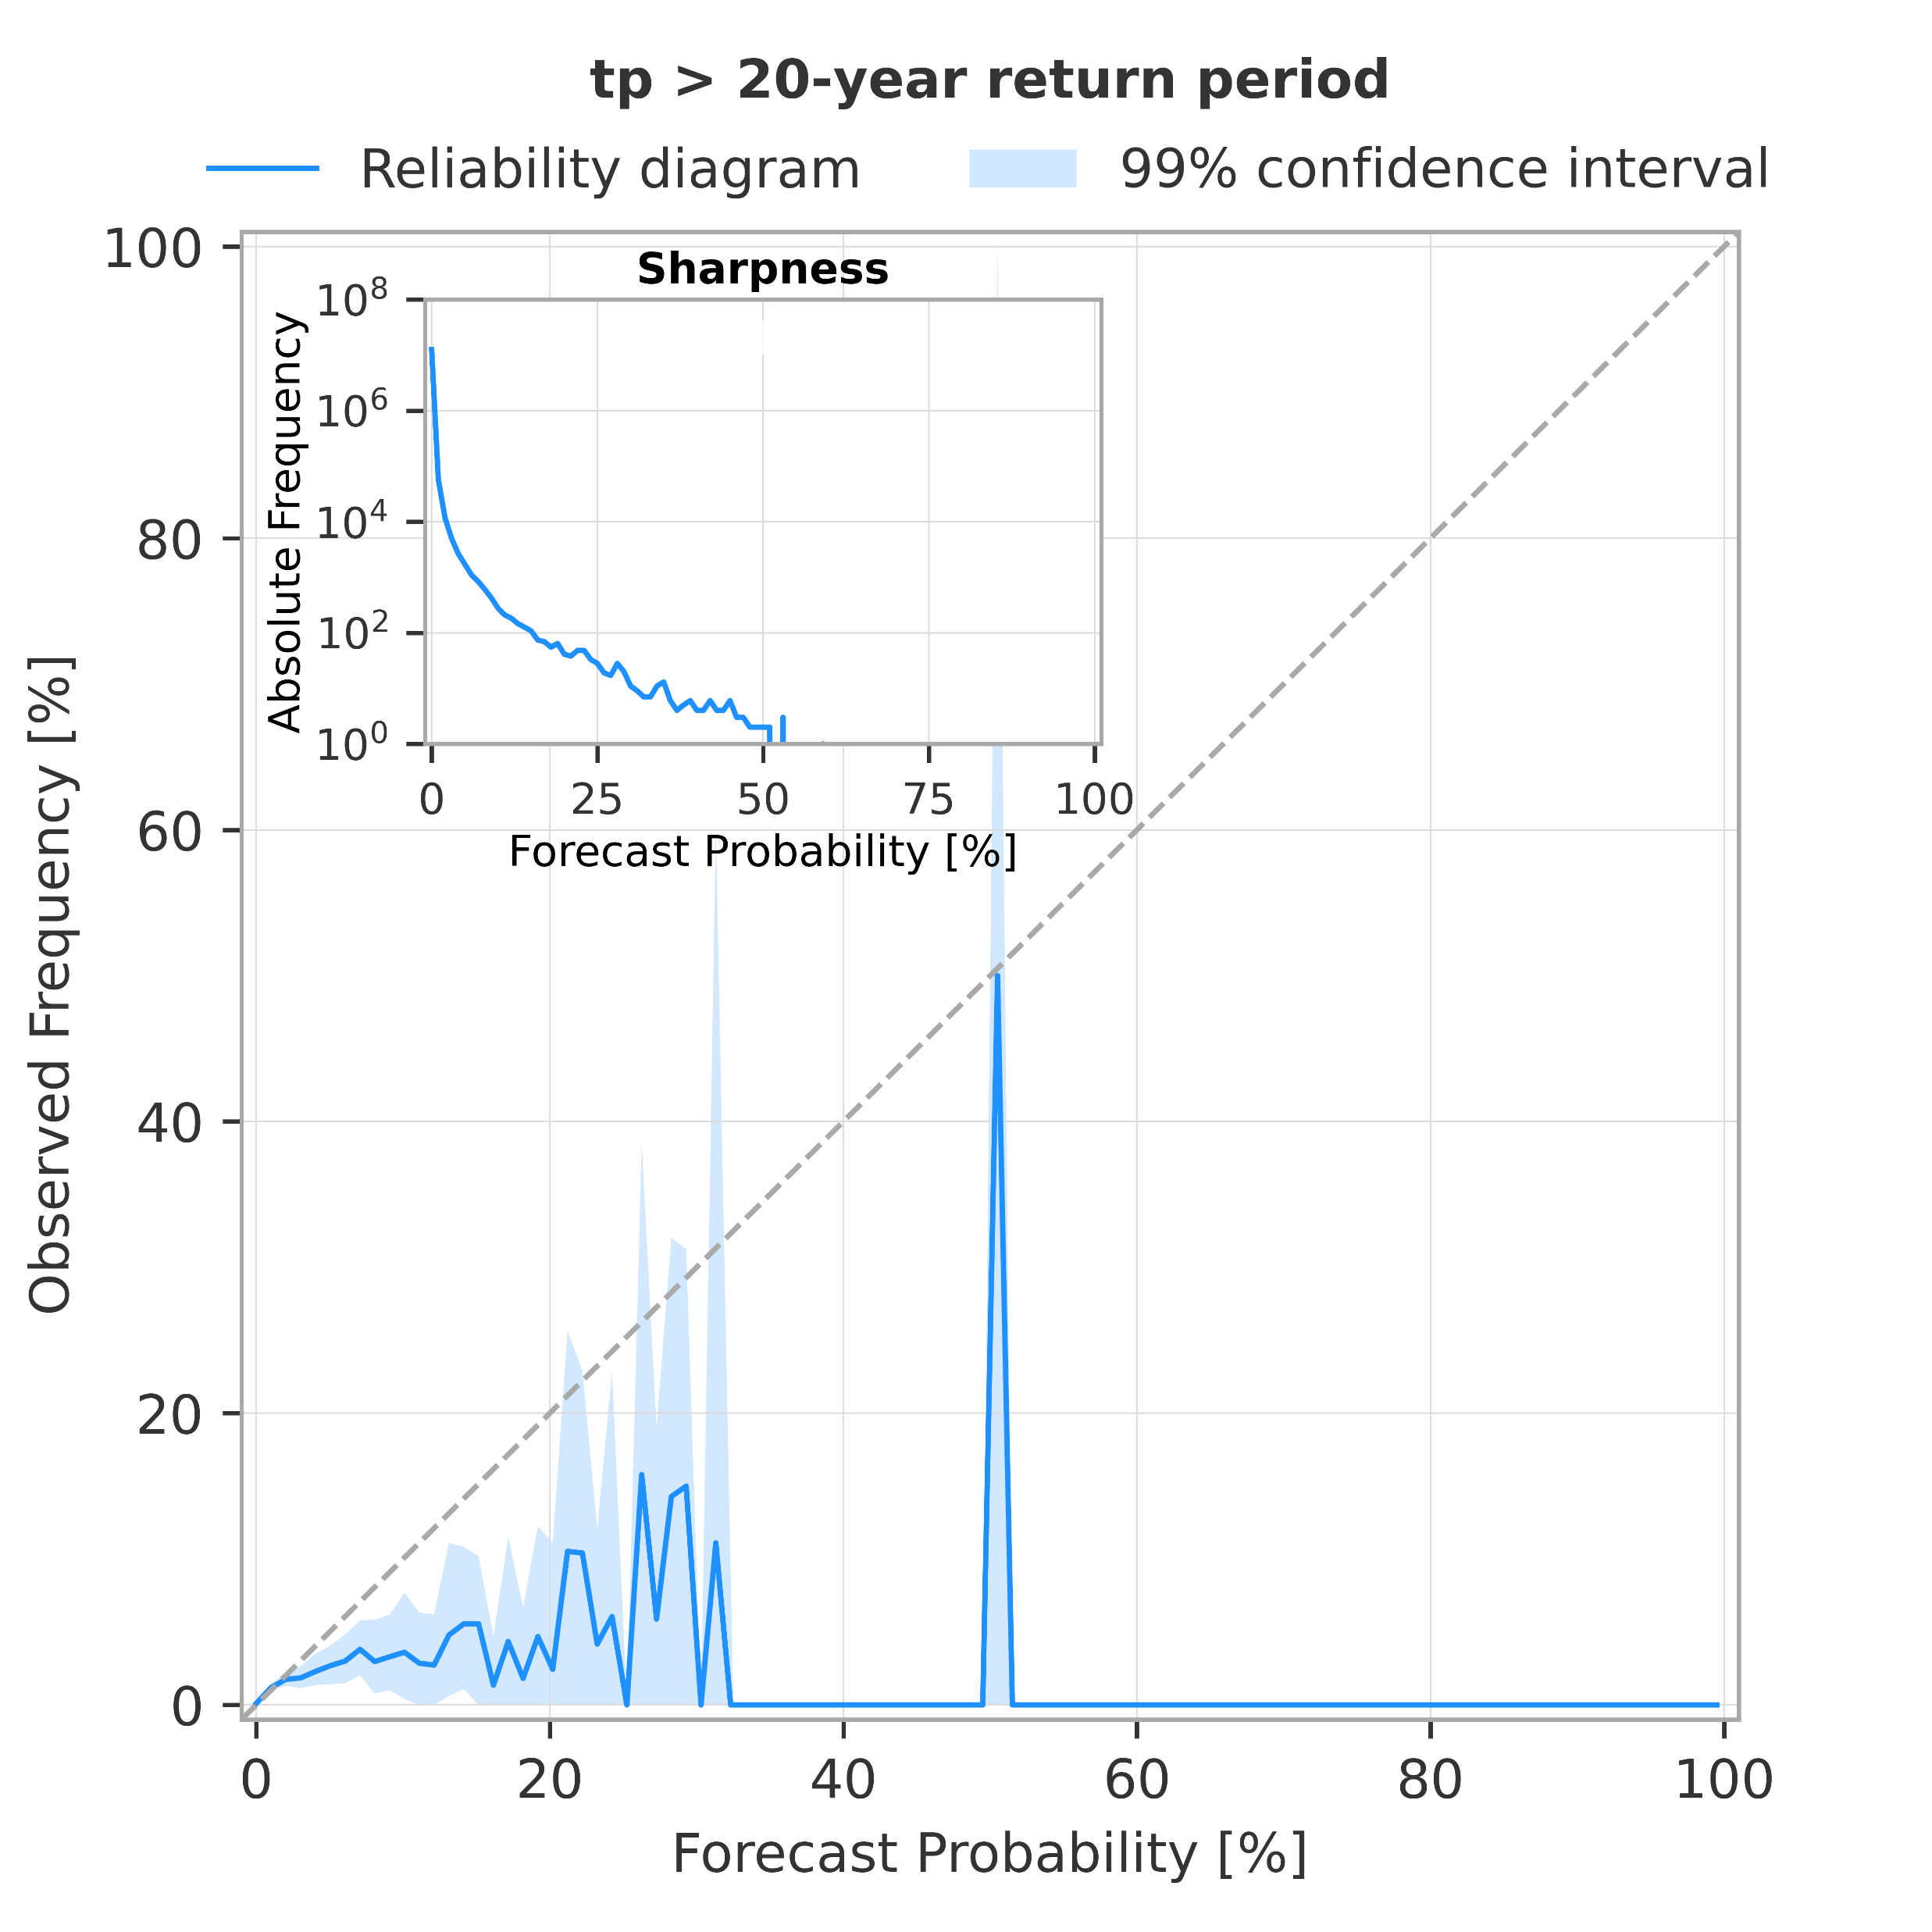 tp > 20-year return period
Reliability diagram 99% confidence interval
Sharpness
Absolute Frequency
10^8
10^6
10^4
10^2
10^0
0 25 50 75 100
Forecast Probability [%]
Observed Frequency [%]
100
80
60
40
20
0
0 20 40 60 80 100
Forecast Probability [%]